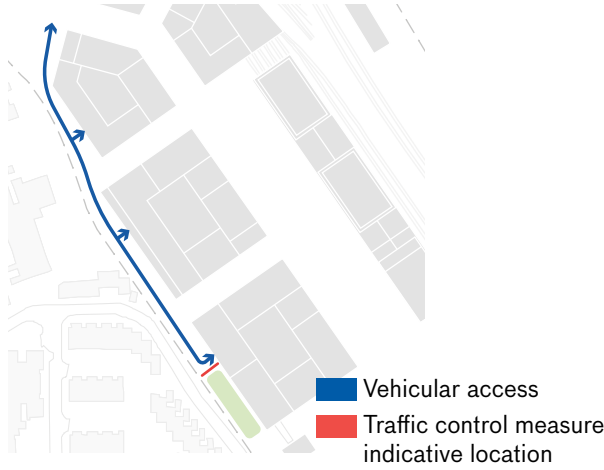 Vehicular access
Traffic control measure
indicative location